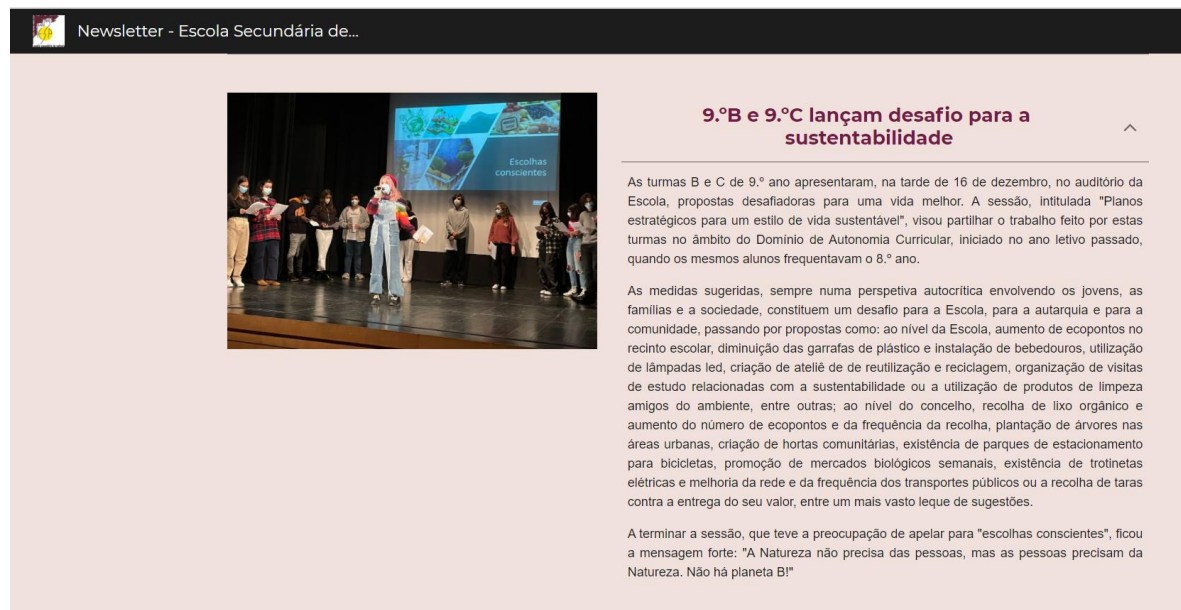 Newsletter - Escola Secundária de...
Escolhas
conscientes
9.ºB e 9.ºC lançam desafio para a
sustentabilidade
As turmas B e C de 9.º ano apresentaram, na tarde de 16 de dezembro, no auditório da
Escola, propostas desafiadoras para uma vida melhor. A sessão, intitulada "Planos
estratégicos para um estilo de vida sustentável", visou partilhar o trabalho feito por estas
turmas no âmbito do Domínio de Autonomia Curricular, iniciado no ano letivo passado,
quando os mesmos alunos frequentavam o 8.º ano.
As medidas sugeridas, sempre numa perspetiva autocrítica envolvendo os jovens, as
famílias e a sociedade, constituem um desafio para a Escola, para a autarquia e para a
comunidade, passando por propostas como: ao nível da Escola, aumento de ecopontos no
recinto escolar, diminuição das garrafas de plástico e instalação de bebedouros, utilização
de lâmpadas led, criação de ateliê de de reutilização e reciclagem, organização de visitas
de estudo relacionadas com a sustentabilidade ou a utilização de produtos de limpeza
amigos do ambiente, entre outras; ao nível do concelho, recolha de lixo orgânico e
aumento do número de ecopontos e da frequência da recolha, plantação de árvores nas
áreas urbanas, criação de hortas comunitárias, existência de parques de estacionamento
para bicicletas, promoção de mercados biológicos semanais, existência de trotinetas
elétricas e melhoria da rede e da frequência dos transportes públicos ou a recolha de taras
contra a entrega do seu valor, entre um mais vasto leque de sugestões.
A terminar a sessão, que teve a preocupação de apelar para "escolhas conscientes", ficou
a mensagem forte: "A Natureza não precisa das pessoas, mas as pessoas precisam da
Natureza. Não há planeta B!"